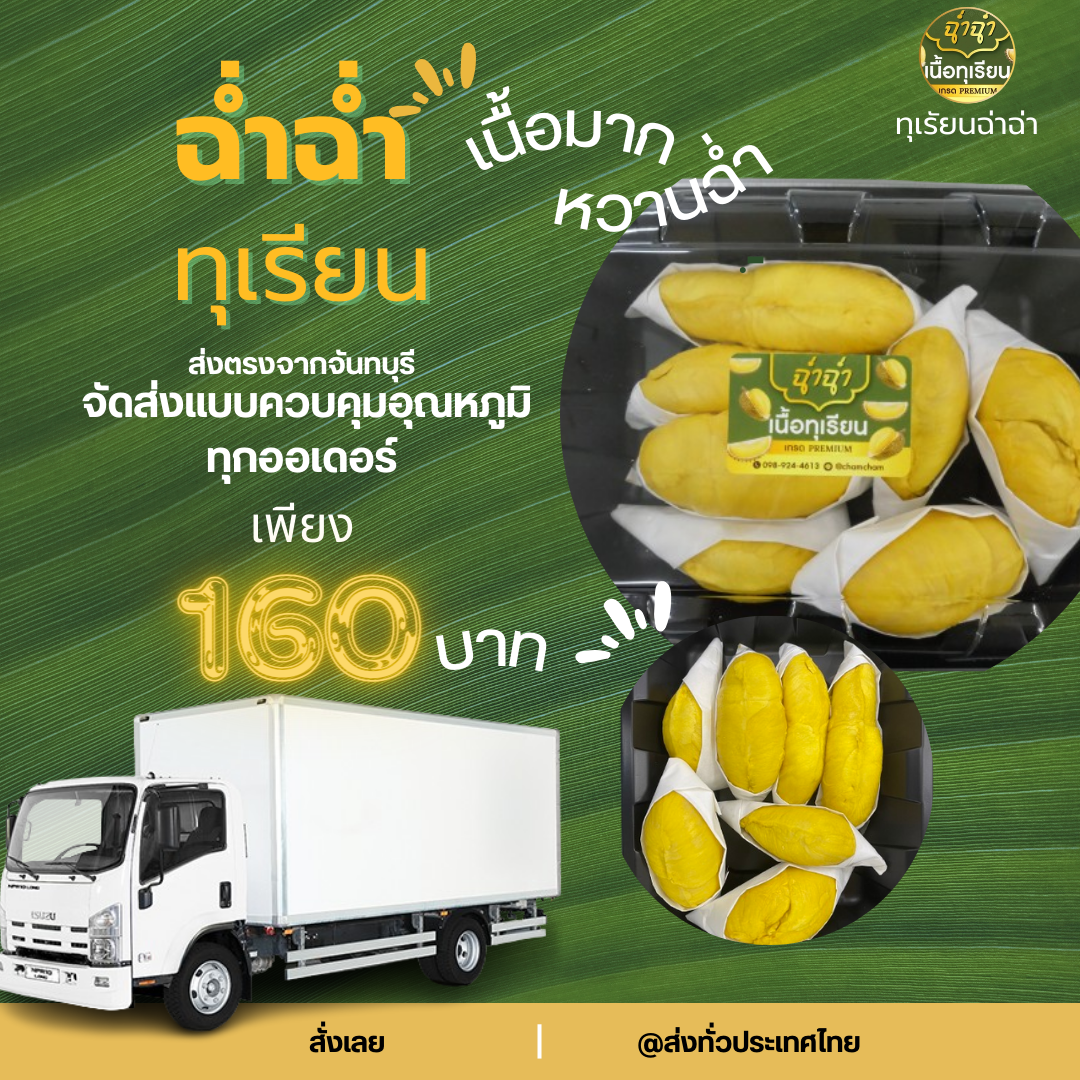 ฉ่ำฉ่ำ
เนื้อทุเรียน
เกรด PREMIUM
ทุเรียนฉ่ำฉ่ำ
ฉ่ำฉ่ำ
ทุเรียน
เนื้อมาก
หวานฉ่ำ
ส่งตรงจากจันทบุรี
จัดส่งแบบควบคุมอุณหภูมิ
ทุกออเดอร์
เพียง
160
บาท
ฉ่ำฉ่ำ
เนื้อทุเรียน
เกรด PREMIUM
098-924-4613 @chamcham
ISUZU
สั่งเลย | @ส่งทั่วประเทศไทย